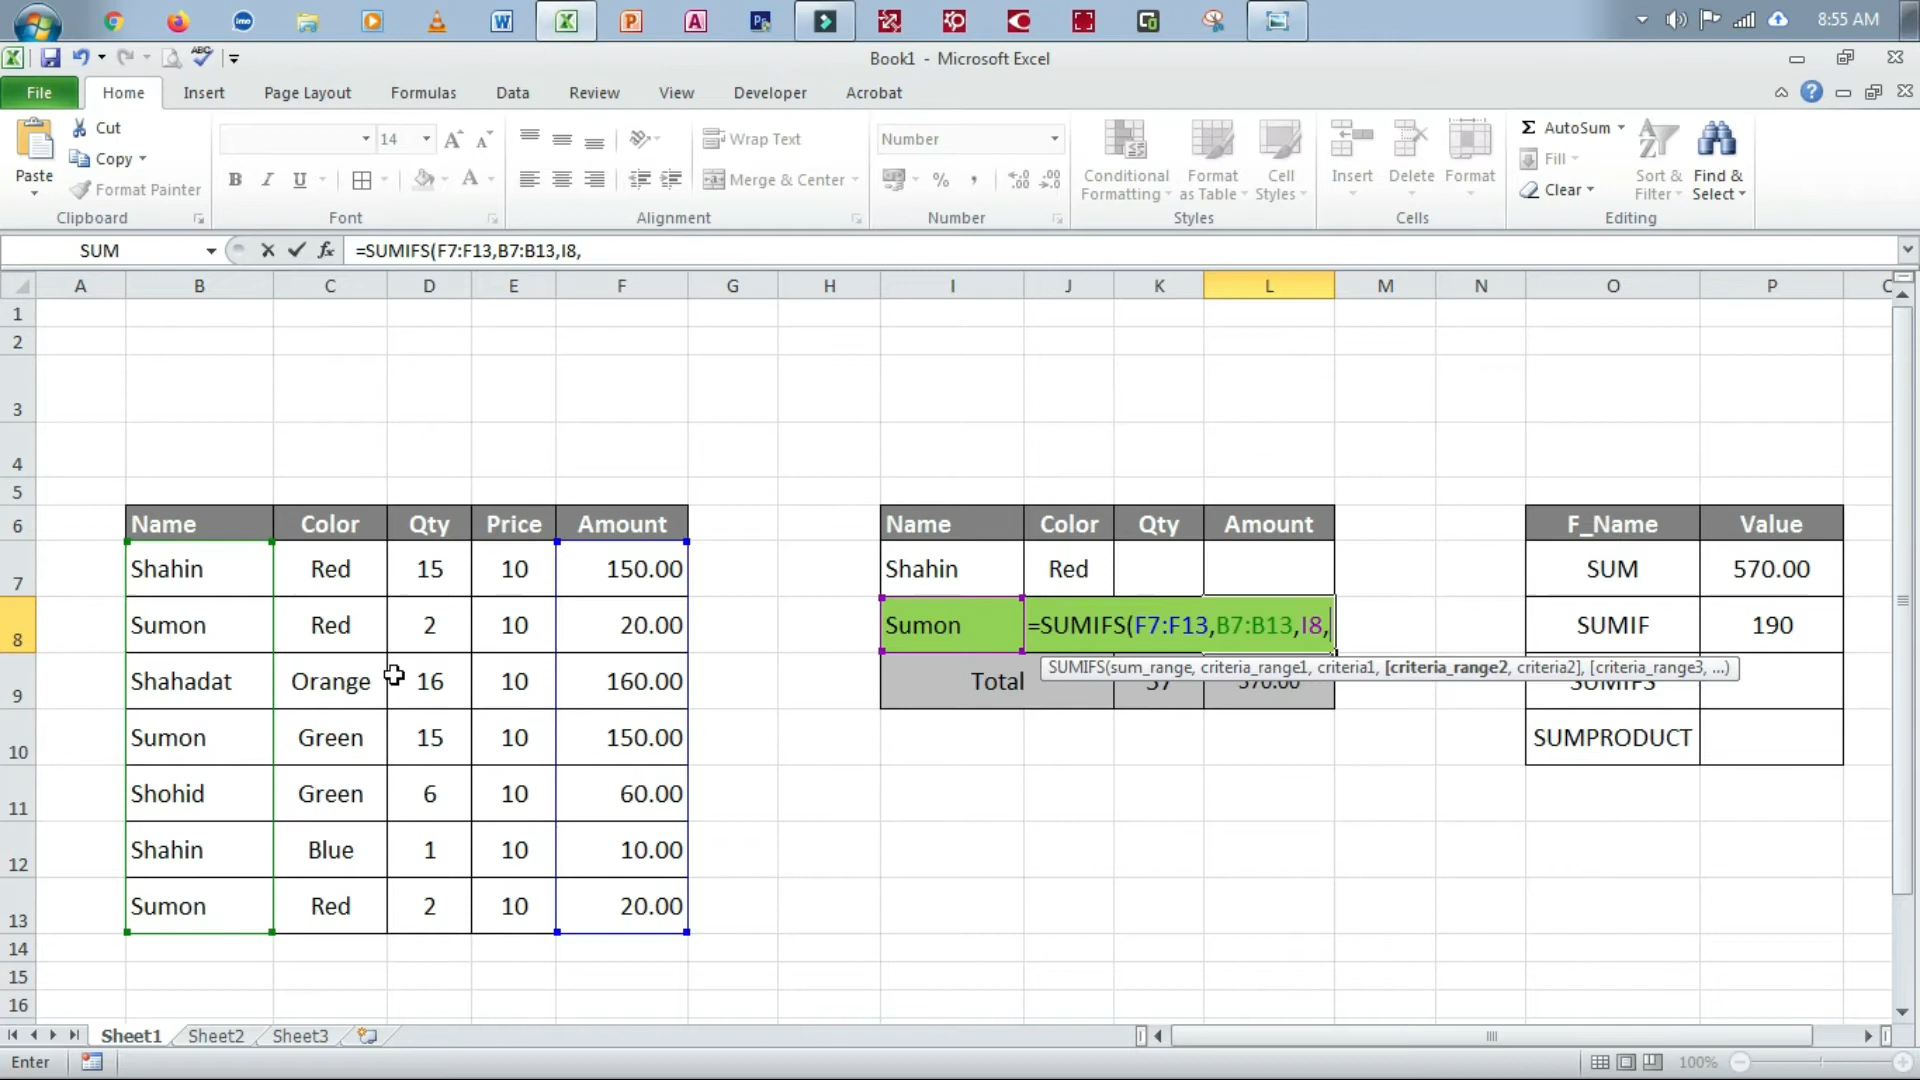 imo
W
X
P
A
Ps
8:55 AM
Book1 - Microsoft Excel
File Home Insert Page Layout Formulas Data Review View Developer Acrobat
Paste
Cut
Copy
Format Painter
Clipboard
14
A A
B I U
A
Font
Wrap Text
Merge & Center
Alignment
Number
% ,
.00 .0
Number
Conditional Formatting
Format as Table
Cell Styles
Styles
Insert Delete Format
Cells
Σ AutoSum
Fill
Clear
Sort & Filter
Find & Select
Editing
SUM fx =SUMIFS(F7:F13,B7:B13,I8,
A B C D E F G H I J K L M N O P
1
2
3
4
5
6 Name Color Qty Price Amount Name Color Qty Amount F_Name Value
7 Shahin Red 15 10 150.00 Shahin Red SUM 570.00
8 Sumon Red 2 10 20.00 Sumon =SUMIFS(F7:F13,B7:B13,I8, SUMIF 190
SUMIFS(sum_range, criteria_range1, criteria1, [criteria_range2, criteria2], [criteria_range3, ...)
9 Shahadat Orange 16 10 160.00 Total 57 570.00 SUMIFS
10 Sumon Green 15 10 150.00 SUMPRODUCT
11 Shohid Green 6 10 60.00
12 Shahin Blue 1 10 10.00
13 Sumon Red 2 10 20.00
14
15
16
Sheet1 Sheet2 Sheet3
Enter 100%